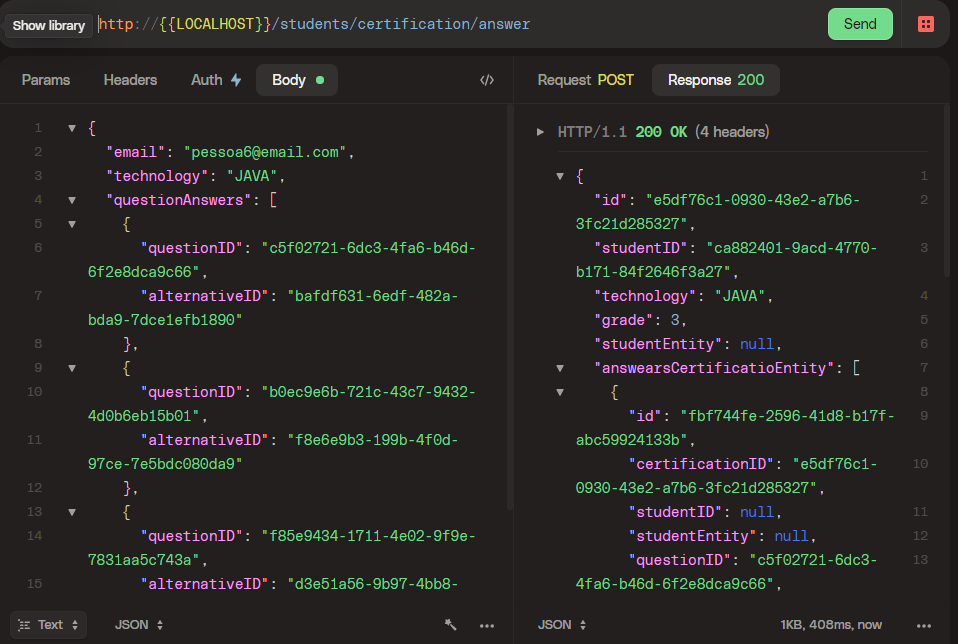 Show library
http://{{LOCALHOST}}/students/certification/answer
Send
Params
Headers
Auth
Body
</>
Request POST
Response 200
1 {
2 "email": "pessoa6@email.com",
3 "technology": "JAVA",
4 "questionAnswers": [
5 {
6 "questionID": "c5f02721-6dc3-4fa6-b46d-
6f2e8dca9c66",
7 "alternativeID": "bafdf631-6edf-482a-
bda9-7dce1efb1890"
8 },
9 {
10 "questionID": "b0ec9e6b-721c-43c7-9432-
4d0b6eb15b01",
11 "alternativeID": "f8e6e9b3-199b-4f0d-
97ce-7e5bdc080da9"
12 },
13 {
14 "questionID": "f85e9434-1711-4e02-9f9e-
7831aa5c743a",
15 "alternativeID": "d3e51a56-9b97-4bb8-
Text
JSON
HTTP/1.1 200 OK (4 headers)
{ 1
"id": "e5df76c1-0930-43e2-a7b6- 2
3fc21d285327",
"studentID": "ca882401-9acd-4770- 3
b171-84f2646f3a27",
"technology": "JAVA", 4
"grade": 3, 5
"studentEntity": null, 6
"answearsCertificatioEntity": [ 7
{ 8
"id": "fbf744fe-2596-41d8-b17f- 9
abc59924133b",
"certificationID": "e5df76c1- 10
0930-43e2-a7b6-3fc21d285327",
"studentID": null, 11
"studentEntity": null, 12
"questionID": "c5f02721-6dc3- 13
4fa6-b46d-6f2e8dca9c66",
JSON
1KB, 408ms, now